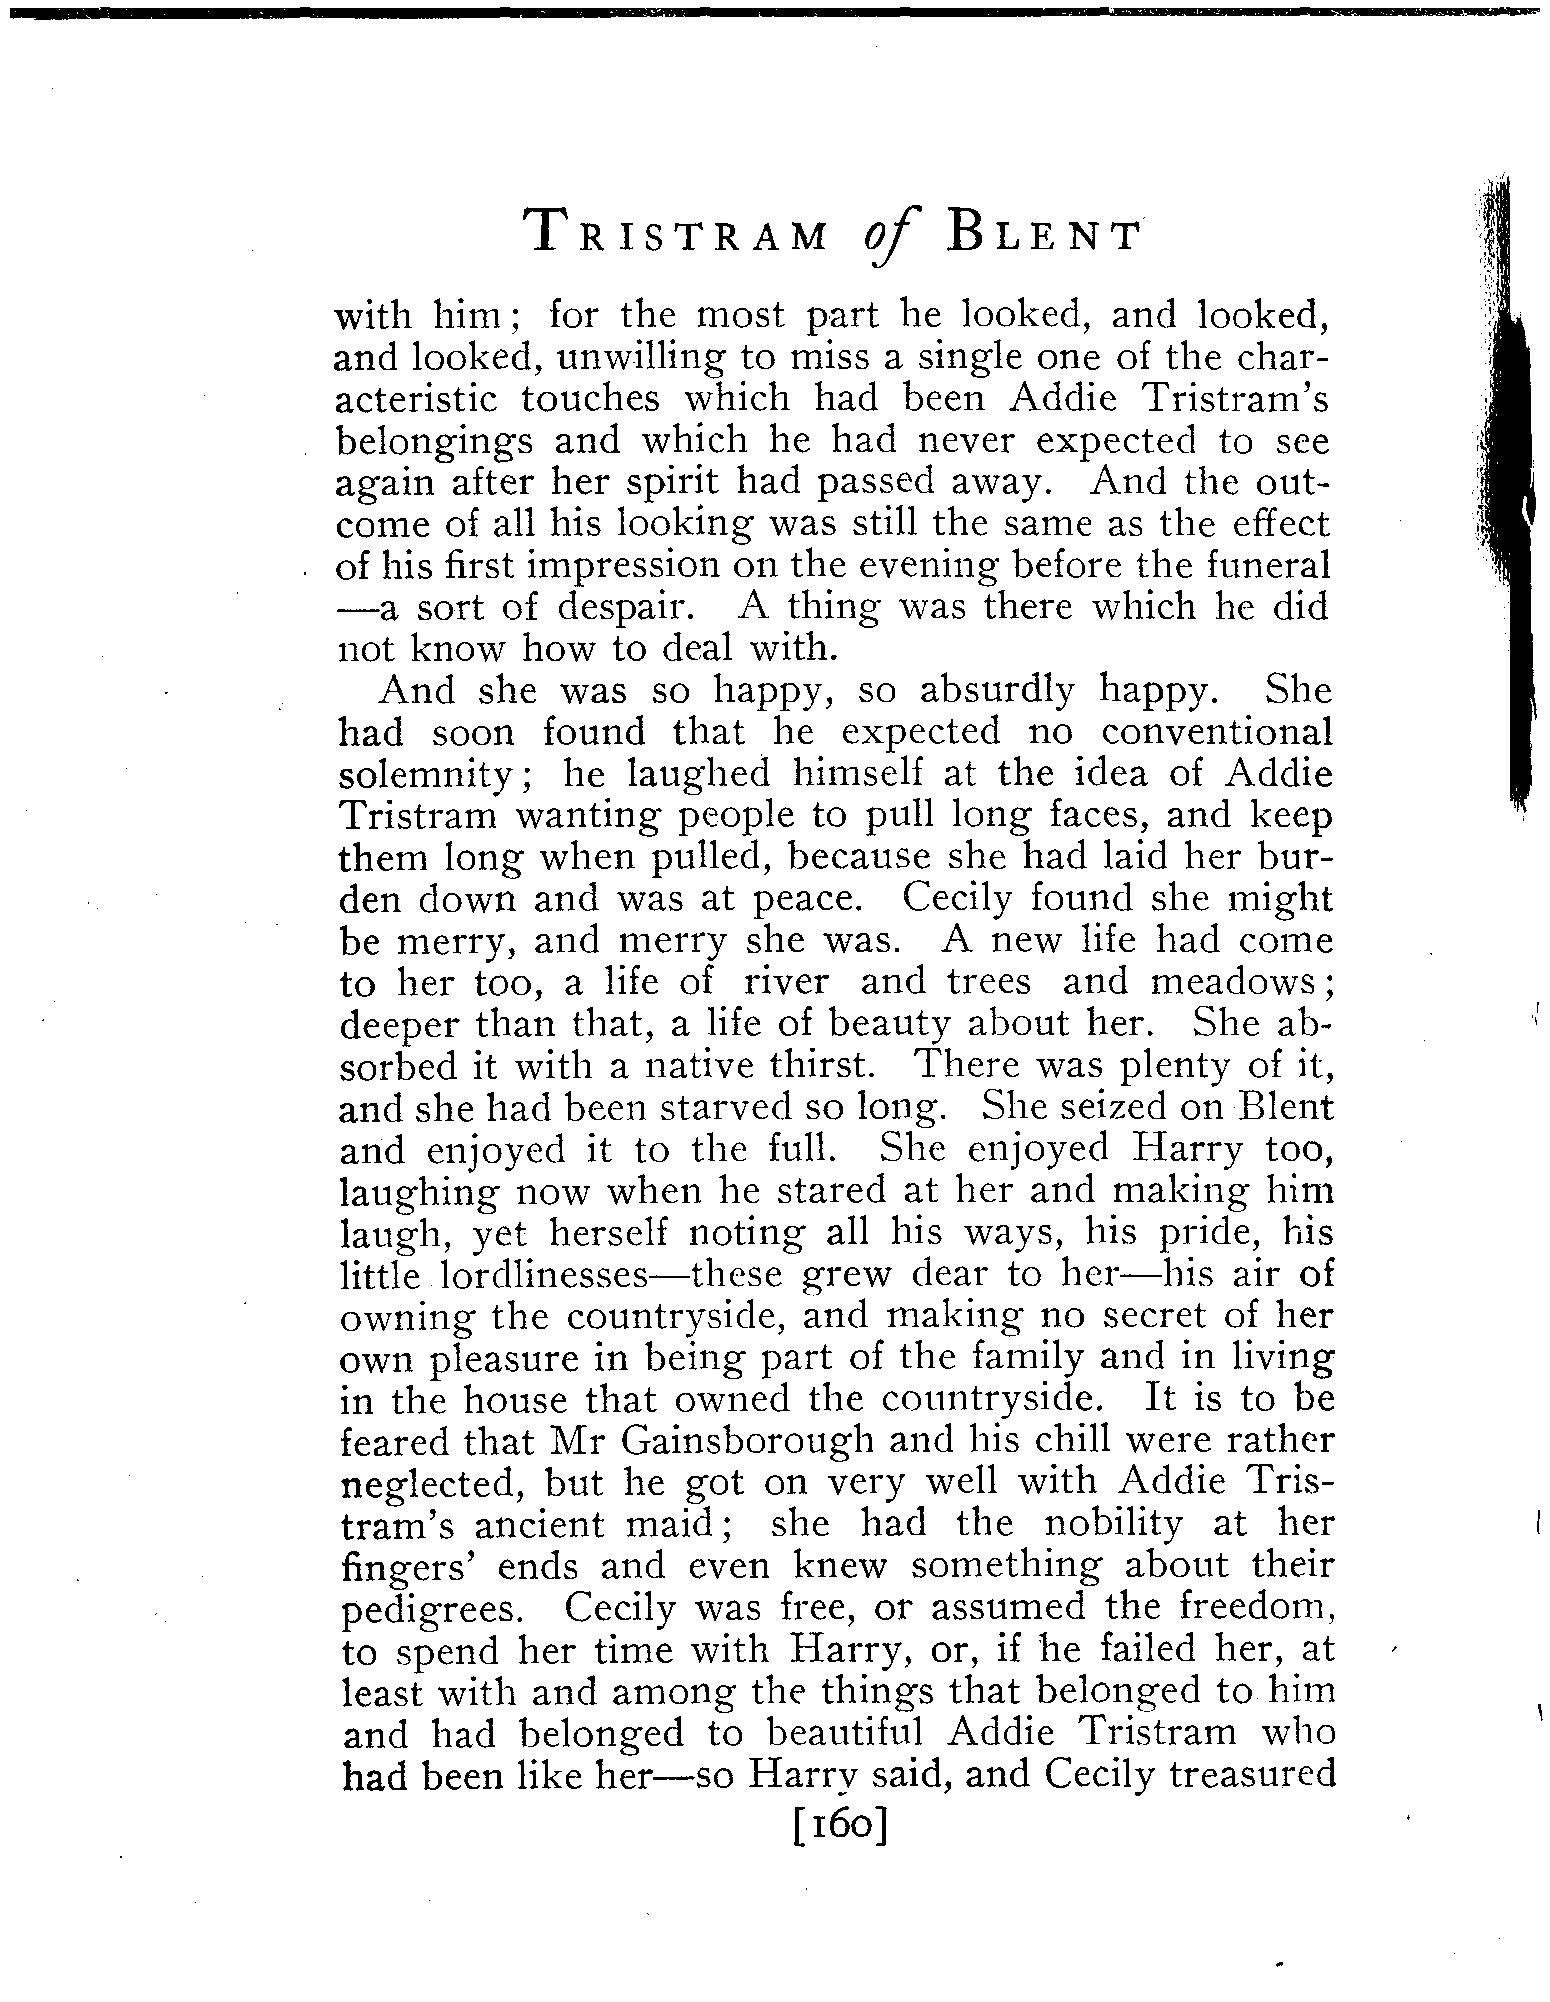 TRISTRAM of BLENT
with him; for the most part he looked, and looked,
and looked, unwilling to miss a single one of the char-
acteristic touches which had been Addie Tristram's
belongings and which he had never expected to see
again after her spirit had passed away. And the out-
come of all his looking was still the same as the effect
of his first impression on the evening before the funeral
—a sort of despair. A thing was there which he did
not know how to deal with.
And she was so happy, so absurdly happy. She
had soon found that he expected no conventional
solemnity; he laughed himself at the idea of Addie
Tristram wanting people to pull long faces, and keep
them long when pulled, because she had laid her bur-
den down and was at peace. Cecily found she might
be merry, and merry she was. A new life had come
to her too, a life of river and trees and meadows;
deeper than that, a life of beauty about her. She ab-
sorbed it with a native thirst. There was plenty of it,
and she had been starved so long. She seized on Blent
and enjoyed it to the full. She enjoyed Harry too,
laughing now when he stared at her and making him
laugh, yet herself noting all his ways, his pride, his
little lordlinesses—these grew dear to her—his air of
owning the countryside, and making no secret of her
own pleasure in being part of the family and in living
in the house that owned the countryside. It is to be
feared that Mr Gainsborough and his chill were rather
neglected, but he got on very well with Addie Tris-
tram's ancient maid; she had the nobility at her
fingers' ends and even knew something about their
pedigrees. Cecily was free, or assumed the freedom,
to spend her time with Harry, or, if he failed her, at
least with and among the things that belonged to him
and had belonged to beautiful Addie Tristram who
had been like her—so Harry said, and Cecily treasured
[160]